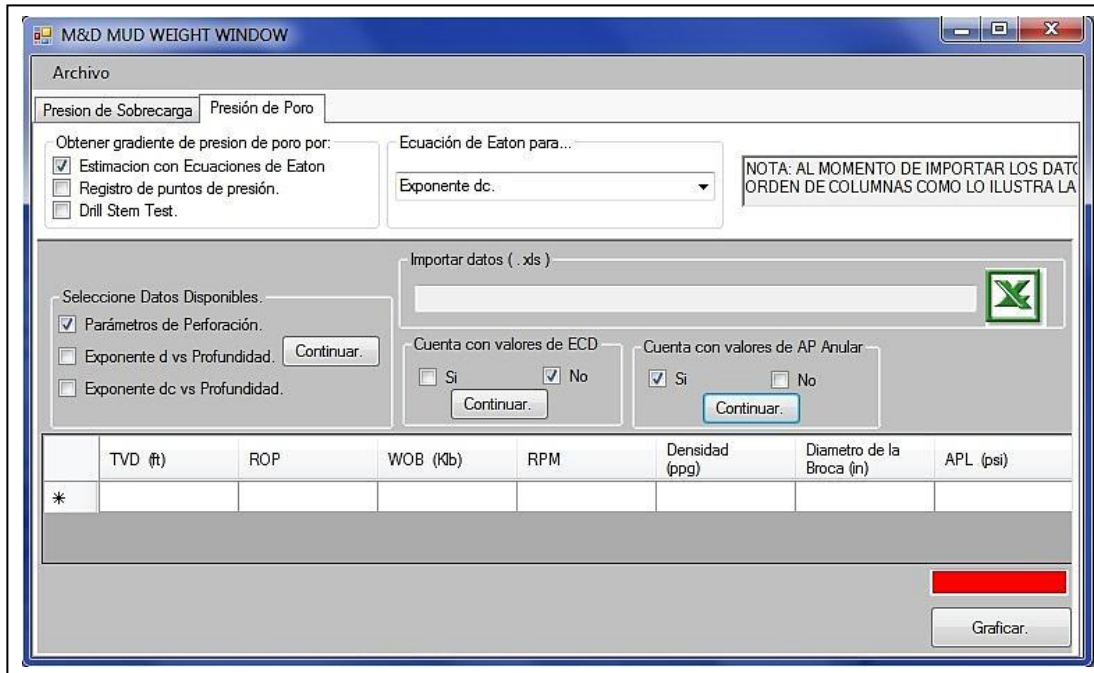 M&D MUD WEIGHT WINDOW
Archivo
Presion de Sobrecarga
Presión de Poro
Obtener gradiente de presion de poro por:
Estimacion con Ecuaciones de Eaton
Registro de puntos de presión.
Drill Stem Test.
Ecuación de Eaton para...
Exponente dc.
NOTA: AL MOMENTO DE IMPORTAR LOS DATO
ORDEN DE COLUMNAS COMO LO ILUSTRA LA
Importar datos ( .xls )
Seleccione Datos Disponibles.
Parámetros de Perforación.
Exponente d vs Profundidad.
Continuar.
Exponente dc vs Profundidad.
Cuenta con valores de ECD
Si
No
Continuar.
Cuenta con valores de AP Anular
Si
No
Continuar.
TVD (ft)
ROP
WOB (Klb)
RPM
Densidad
(ppg)
Diametro de la
Broca (in)
APL (psi)
Graficar.